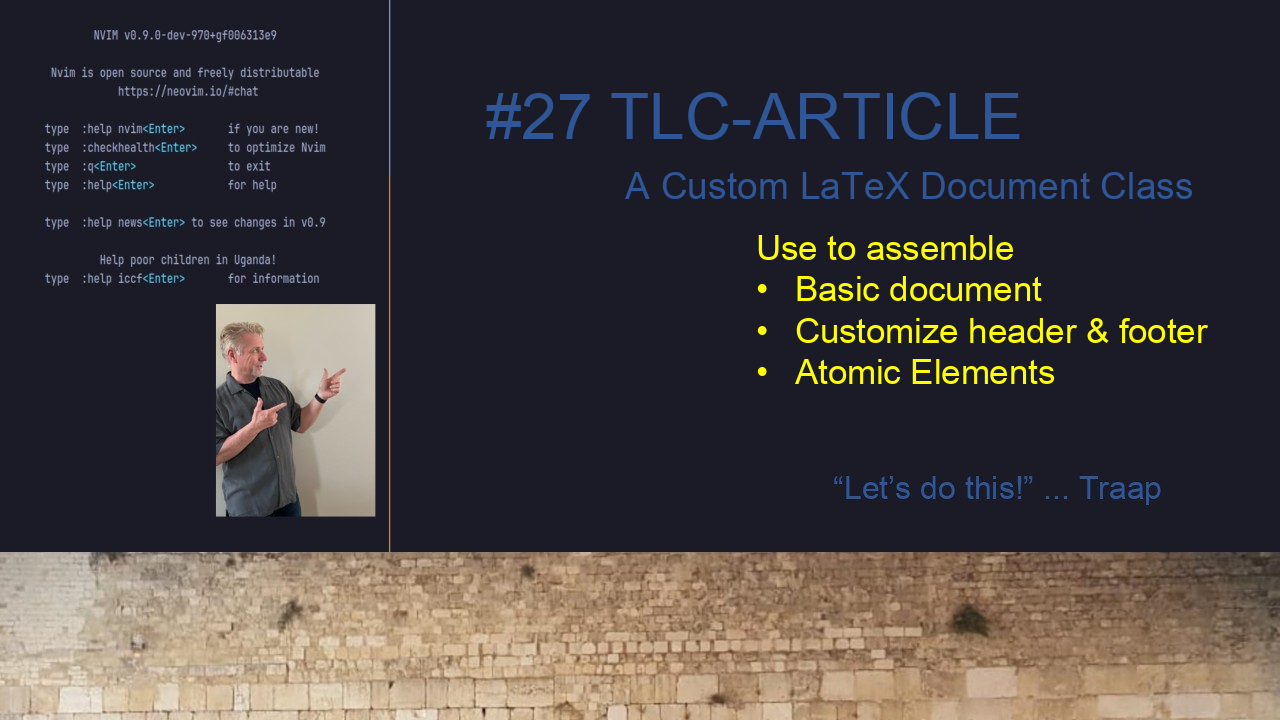 NVIM v0.9.0-dev-970+gf006313e9
Nvim is open source and freely distributable
https://neovim.io/#chat
type :help nvim<Enter> if you are new!
type :checkhealth<Enter> to optimize Nvim
type :q<Enter> to exit
type :help<Enter> for help
type :help news<Enter> to see changes in v0.9
Help poor children in Uganda!
type :help iccf<Enter> for information
#27 TLC-ARTICLE
A Custom LaTeX Document Class
Use to assemble
• Basic document
• Customize header & footer
• Atomic Elements
“Let’s do this!” ... Traap